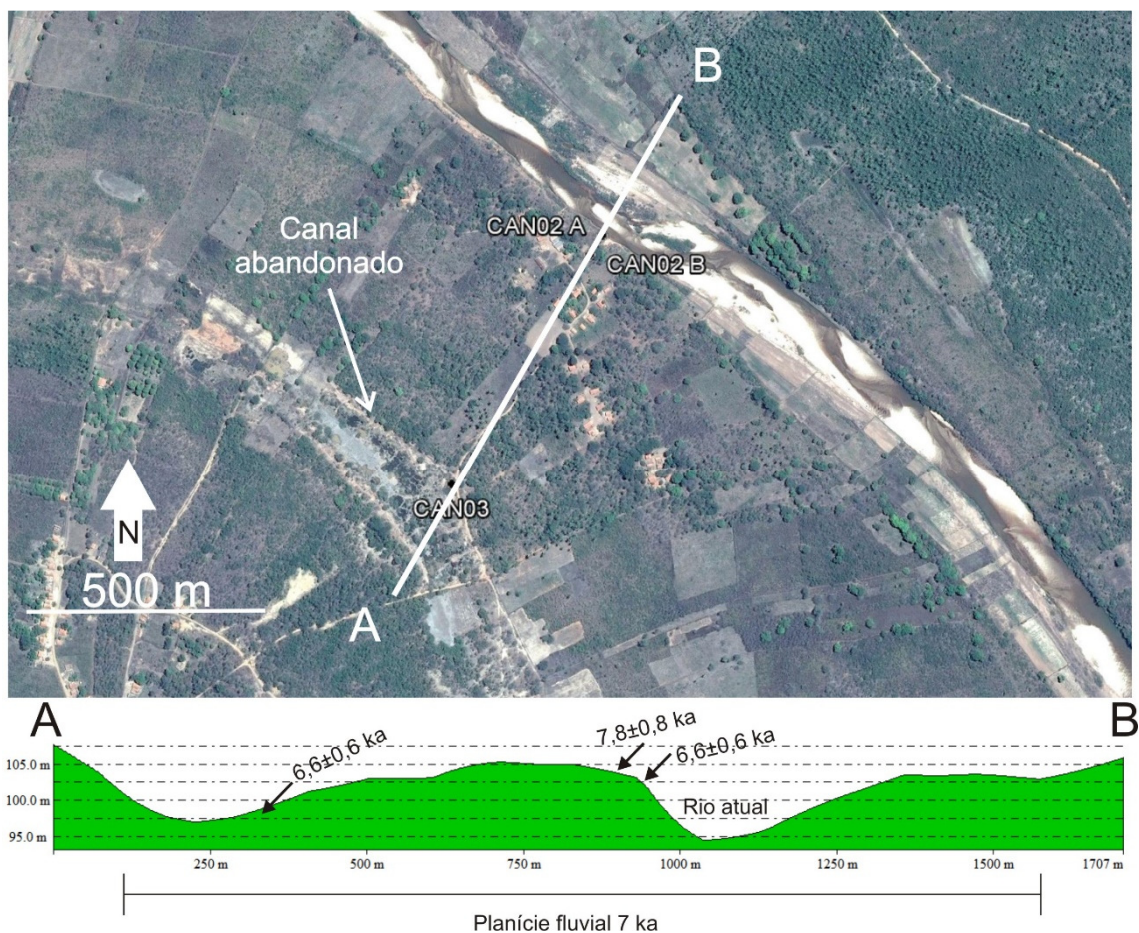 B
CAN02 A
Canal
abandonado
CAN02 B
CAN03
N
500 m
A
A
B
6,6±0,6 ka
7,8±0,8 ka
6,6±0,6 ka
105.0 m
100.0 m
Rio atual
95.0 m
250 m
500 m
750 m
1000 m
1250 m
1500 m
1707 m
Planície fluvial 7 ka